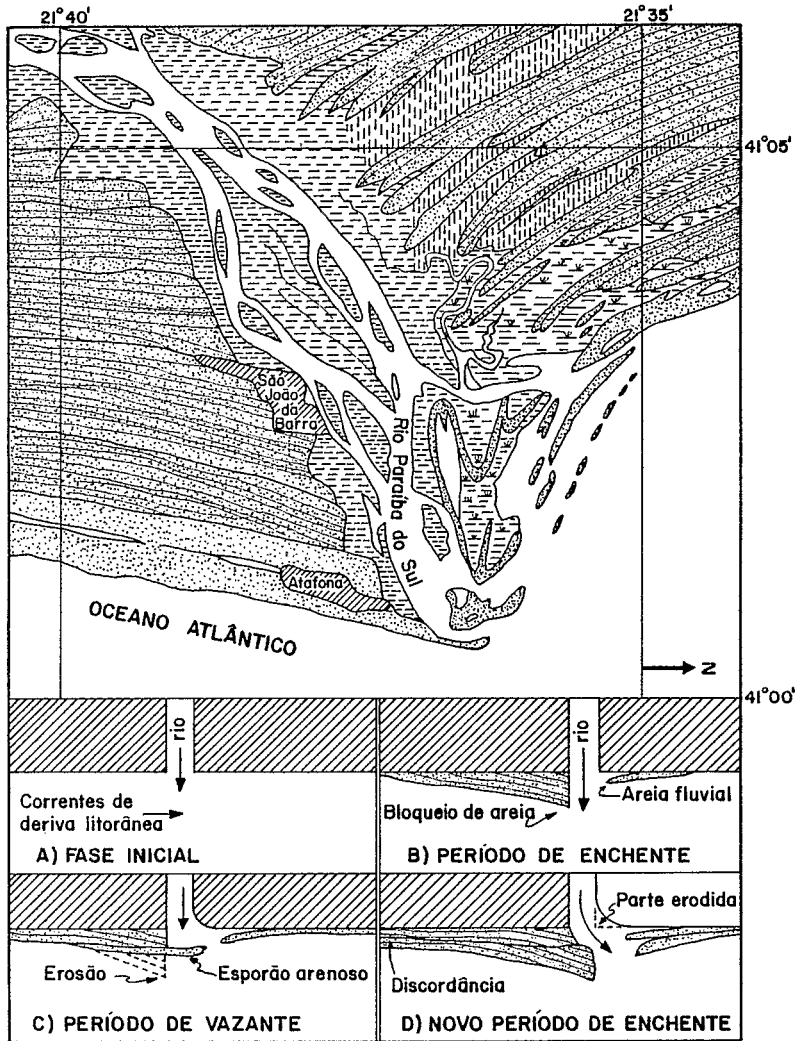 21°40'
21°35'
41°05'
São
João
da
Barra
Rio Paraíba do Sul
Atafona
OCEANO ATLÂNTICO
N
41°00'
rio
Correntes de
deriva litorânea
A) FASE INICIAL
rio
Bloqueio de areia
Areia fluvial
B) PERÍODO DE ENCHENTE
Erosão
Esporão arenoso
C) PERÍODO DE VAZANTE
Parte erodida
Discordância
D) NOVO PERÍODO DE ENCHENTE